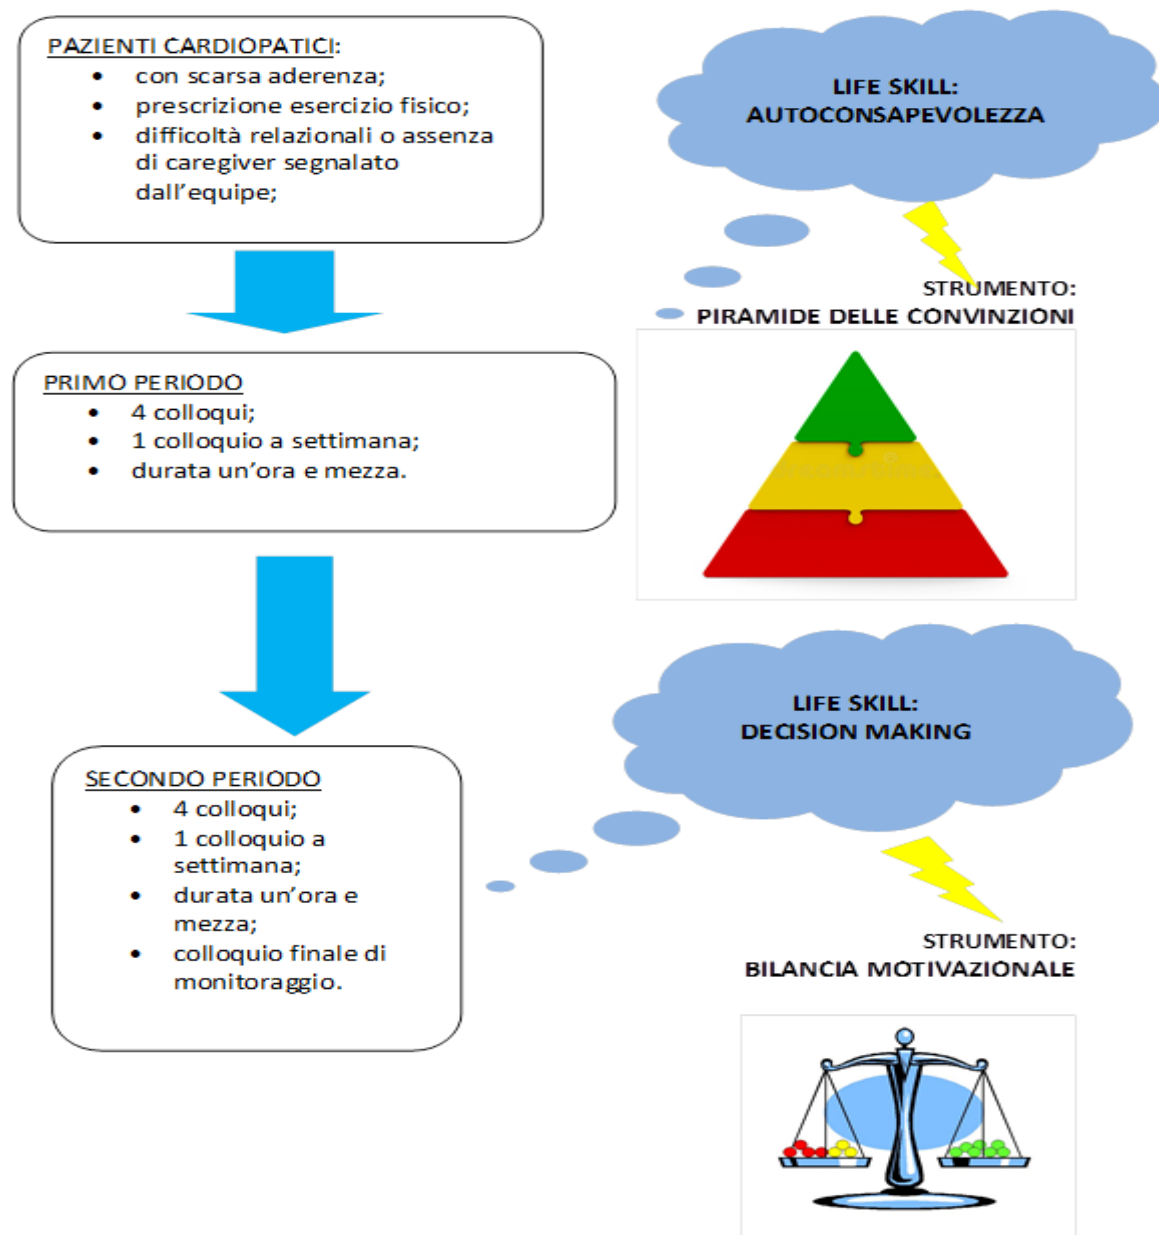 PAZIENTI CARDIOPATICI:
• con scarsa aderenza;
• prescrizione esercizio fisico;
• difficoltà relazionali o assenza
di caregiver segnalato
dall'equipe;
LIFE SKILL:
AUTOCONSAPEVOLEZZA
STRUMENTO:
PIRAMIDE DELLE CONVINZIONI
PRIMO PERIODO
• 4 colloqui;
• 1 colloquio a settimana;
• durata un'ora e mezza.
LIFE SKILL:
DECISION MAKING
SECONDO PERIODO
• 4 colloqui;
• 1 colloquio a
settimana;
• durata un'ora e
mezza;
• colloquio finale di
monitoraggio.
STRUMENTO:
BILANCIA MOTIVAZIONALE